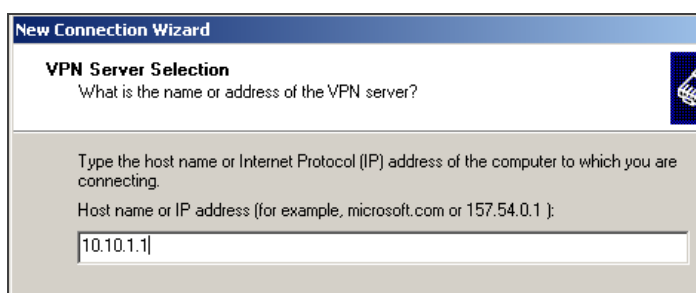 New Connection Wizard
VPN Server Selection
What is the name or address of the VPN server?
Type the host name or Internet Protocol (IP) address of the computer to which you are
connecting.
Host name or IP address (for example, microsoft.com or 157.54.0.1 ):
10.10.1.1